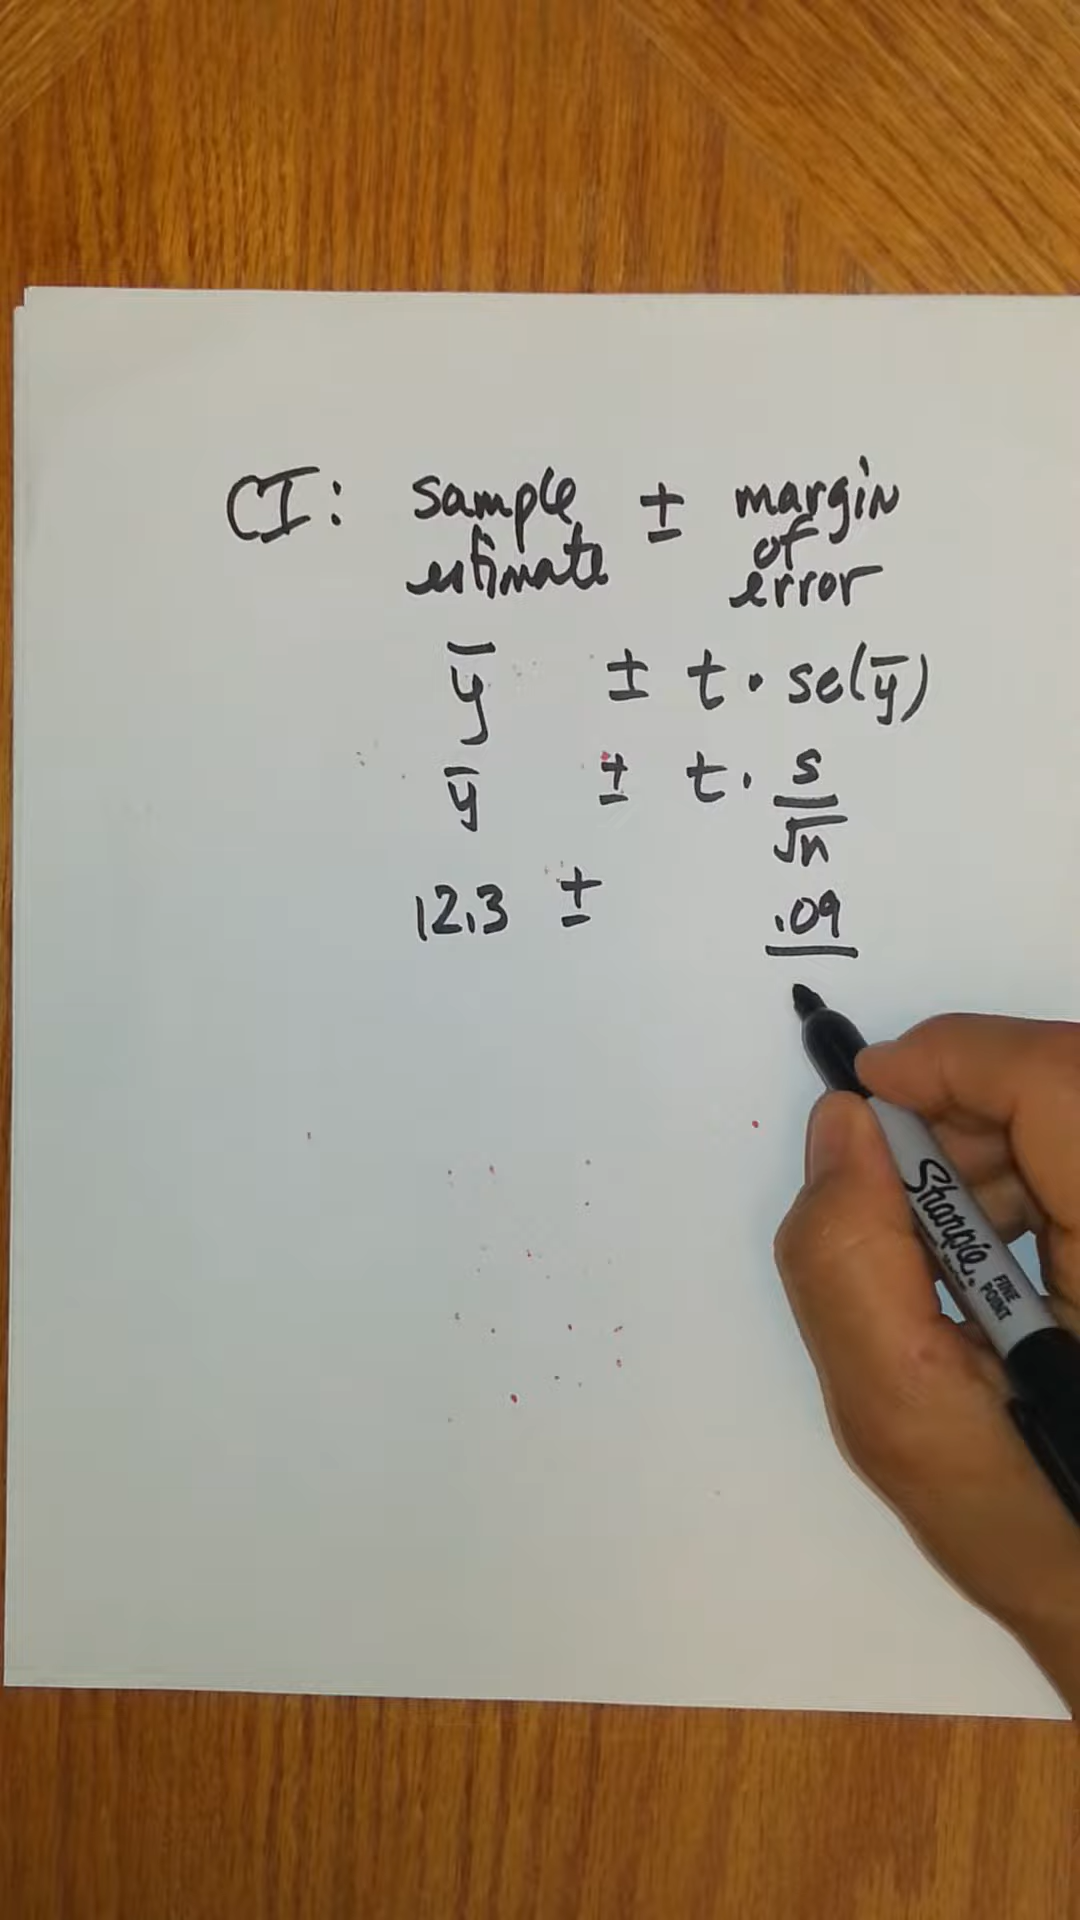 CI: sample estimate ± margin of error
ȳ ± t · se(ȳ)
ȳ ± t · s/√n
12.3 ± .09
Sharpie.
FINE POINT